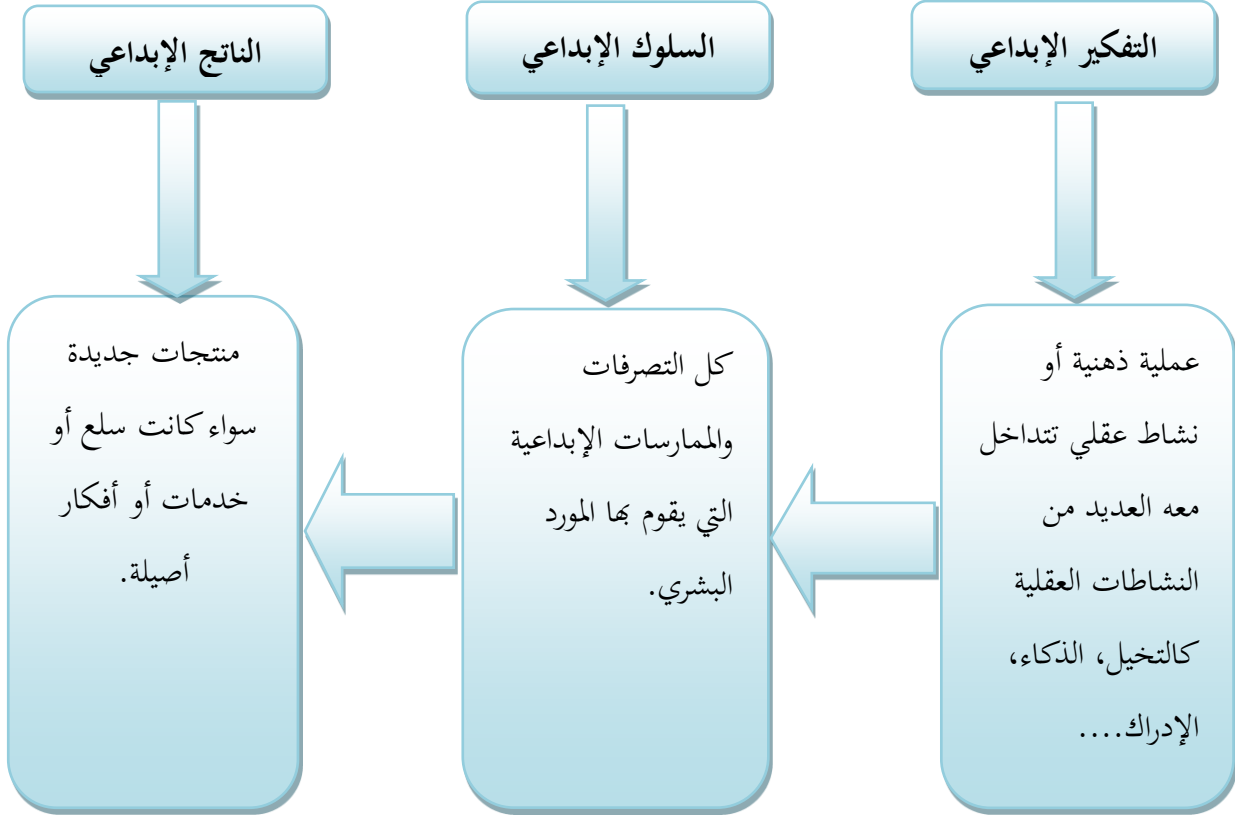 التفكير الإبداعي
السلوك الإبداعي
الناتج الإبداعي
عملية ذهنية أو
نشاط عقلي تتداخل
معه العديد من
النشاطات العقلية
كالتخيل، الذكاء،
الإدراك....
كل التصرفات
والممارسات الإبداعية
التي يقوم بها المورد
البشري.
منتجات جديدة
سواء كانت سلع أو
خدمات أو أفكار
أصيلة.